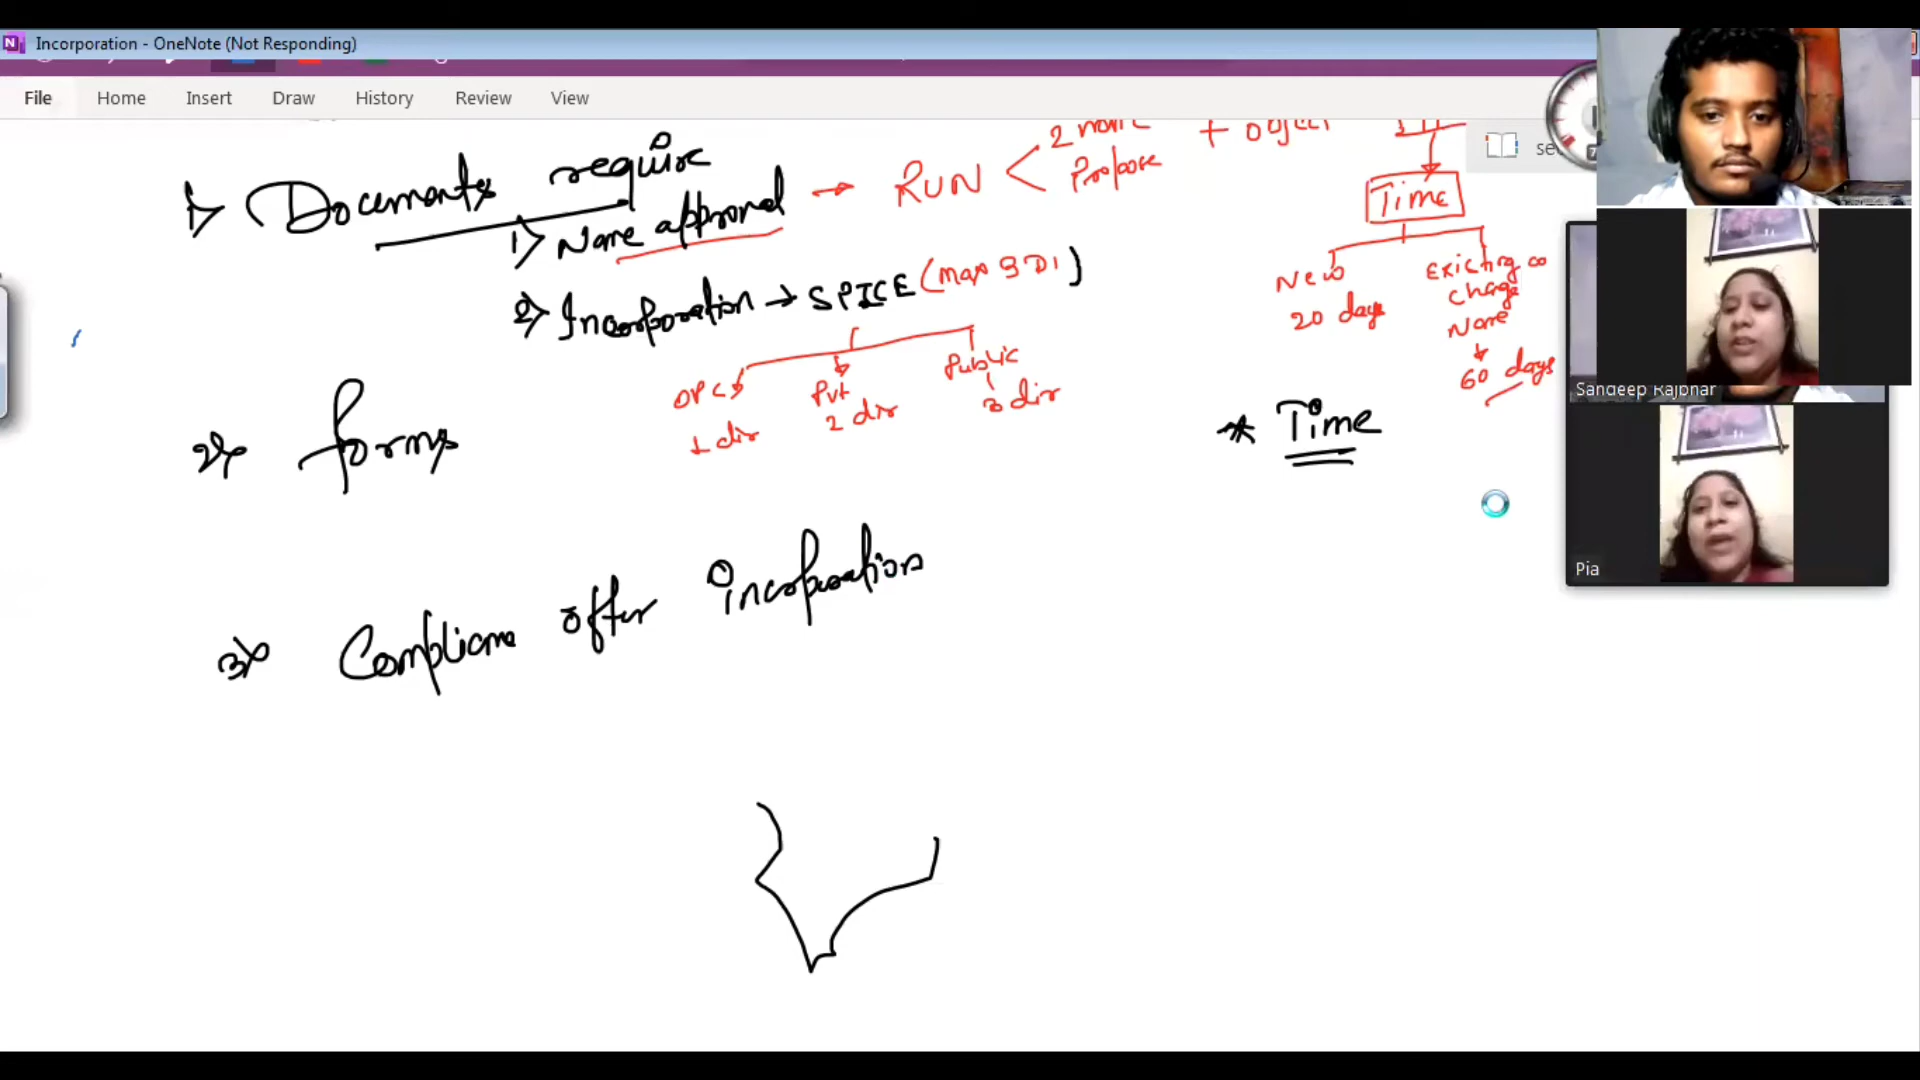 Incorporation - OneNote (Not Responding)
File Home Insert Draw History Review View
1) Documents require
1) Name approval → RUN < 2 name Propose + object
Time
New 20 days
Existing co change Name 60 days
2) Incorporation → SPICE (max 3 DI)
OPC 1 dir
Pvt 2 dir
Public 3 dir
* Time
2) forms
3) Compliance after incorporation
Sandeep Rajbhar
Pia